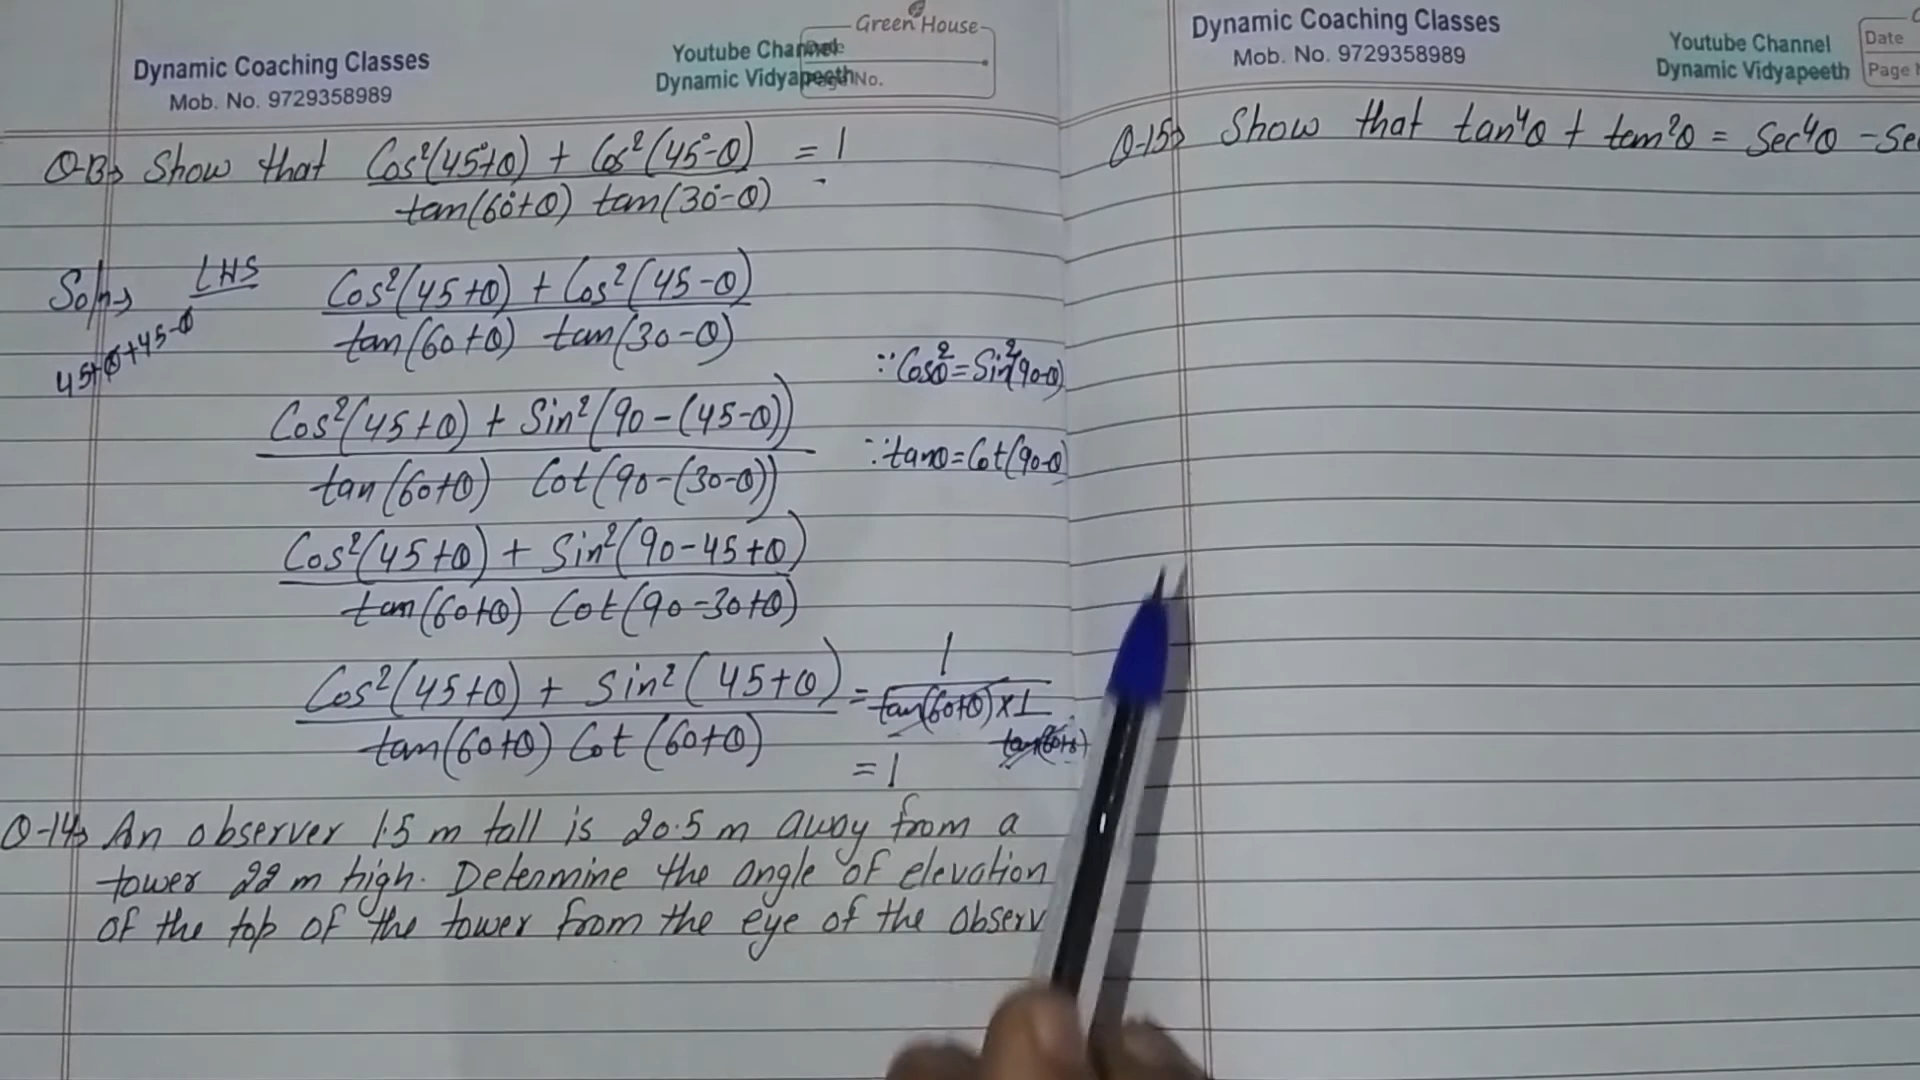 Green House
Dynamic Coaching Classes
Mob. No. 9729358989
Youtube Channel
Dynamic Vidyapeeth No.
Q-13 Show that Cos²(45°+θ) + Cos²(45°-θ) = 1
tan(60°+θ) tan(30°-θ)
Soln→ LHS Cos²(45+θ) + Cos²(45-θ)
tan(60+θ) tan(30-θ)
45+θ+45-θ
∵ Cos²θ = Sin²(90-θ)
Cos²(45+θ) + Sin²(90-(45-θ))
tan(60+θ) Cot(90-(30-θ))
∵ tanθ = Cot(90-θ)
Cos²(45+θ) + Sin²(90-45+θ)
tan(60+θ) Cot(90-30+θ)
Cos²(45+θ) + Sin²(45+θ) = 1
tan(60+θ) Cot(60+θ) tan(60+θ)×1
tan(60+θ)
= 1
Q-14 An observer 1.5 m tall is 20.5 m away from a
tower 22 m high. Determine the angle of elevation
of the top of the tower from the eye of the observ
Dynamic Coaching Classes
Mob. No. 9729358989
Youtube Channel
Dynamic Vidyapeeth
Date
Page
Q-15 Show that tan⁴θ + tan²θ = Sec⁴θ - Se